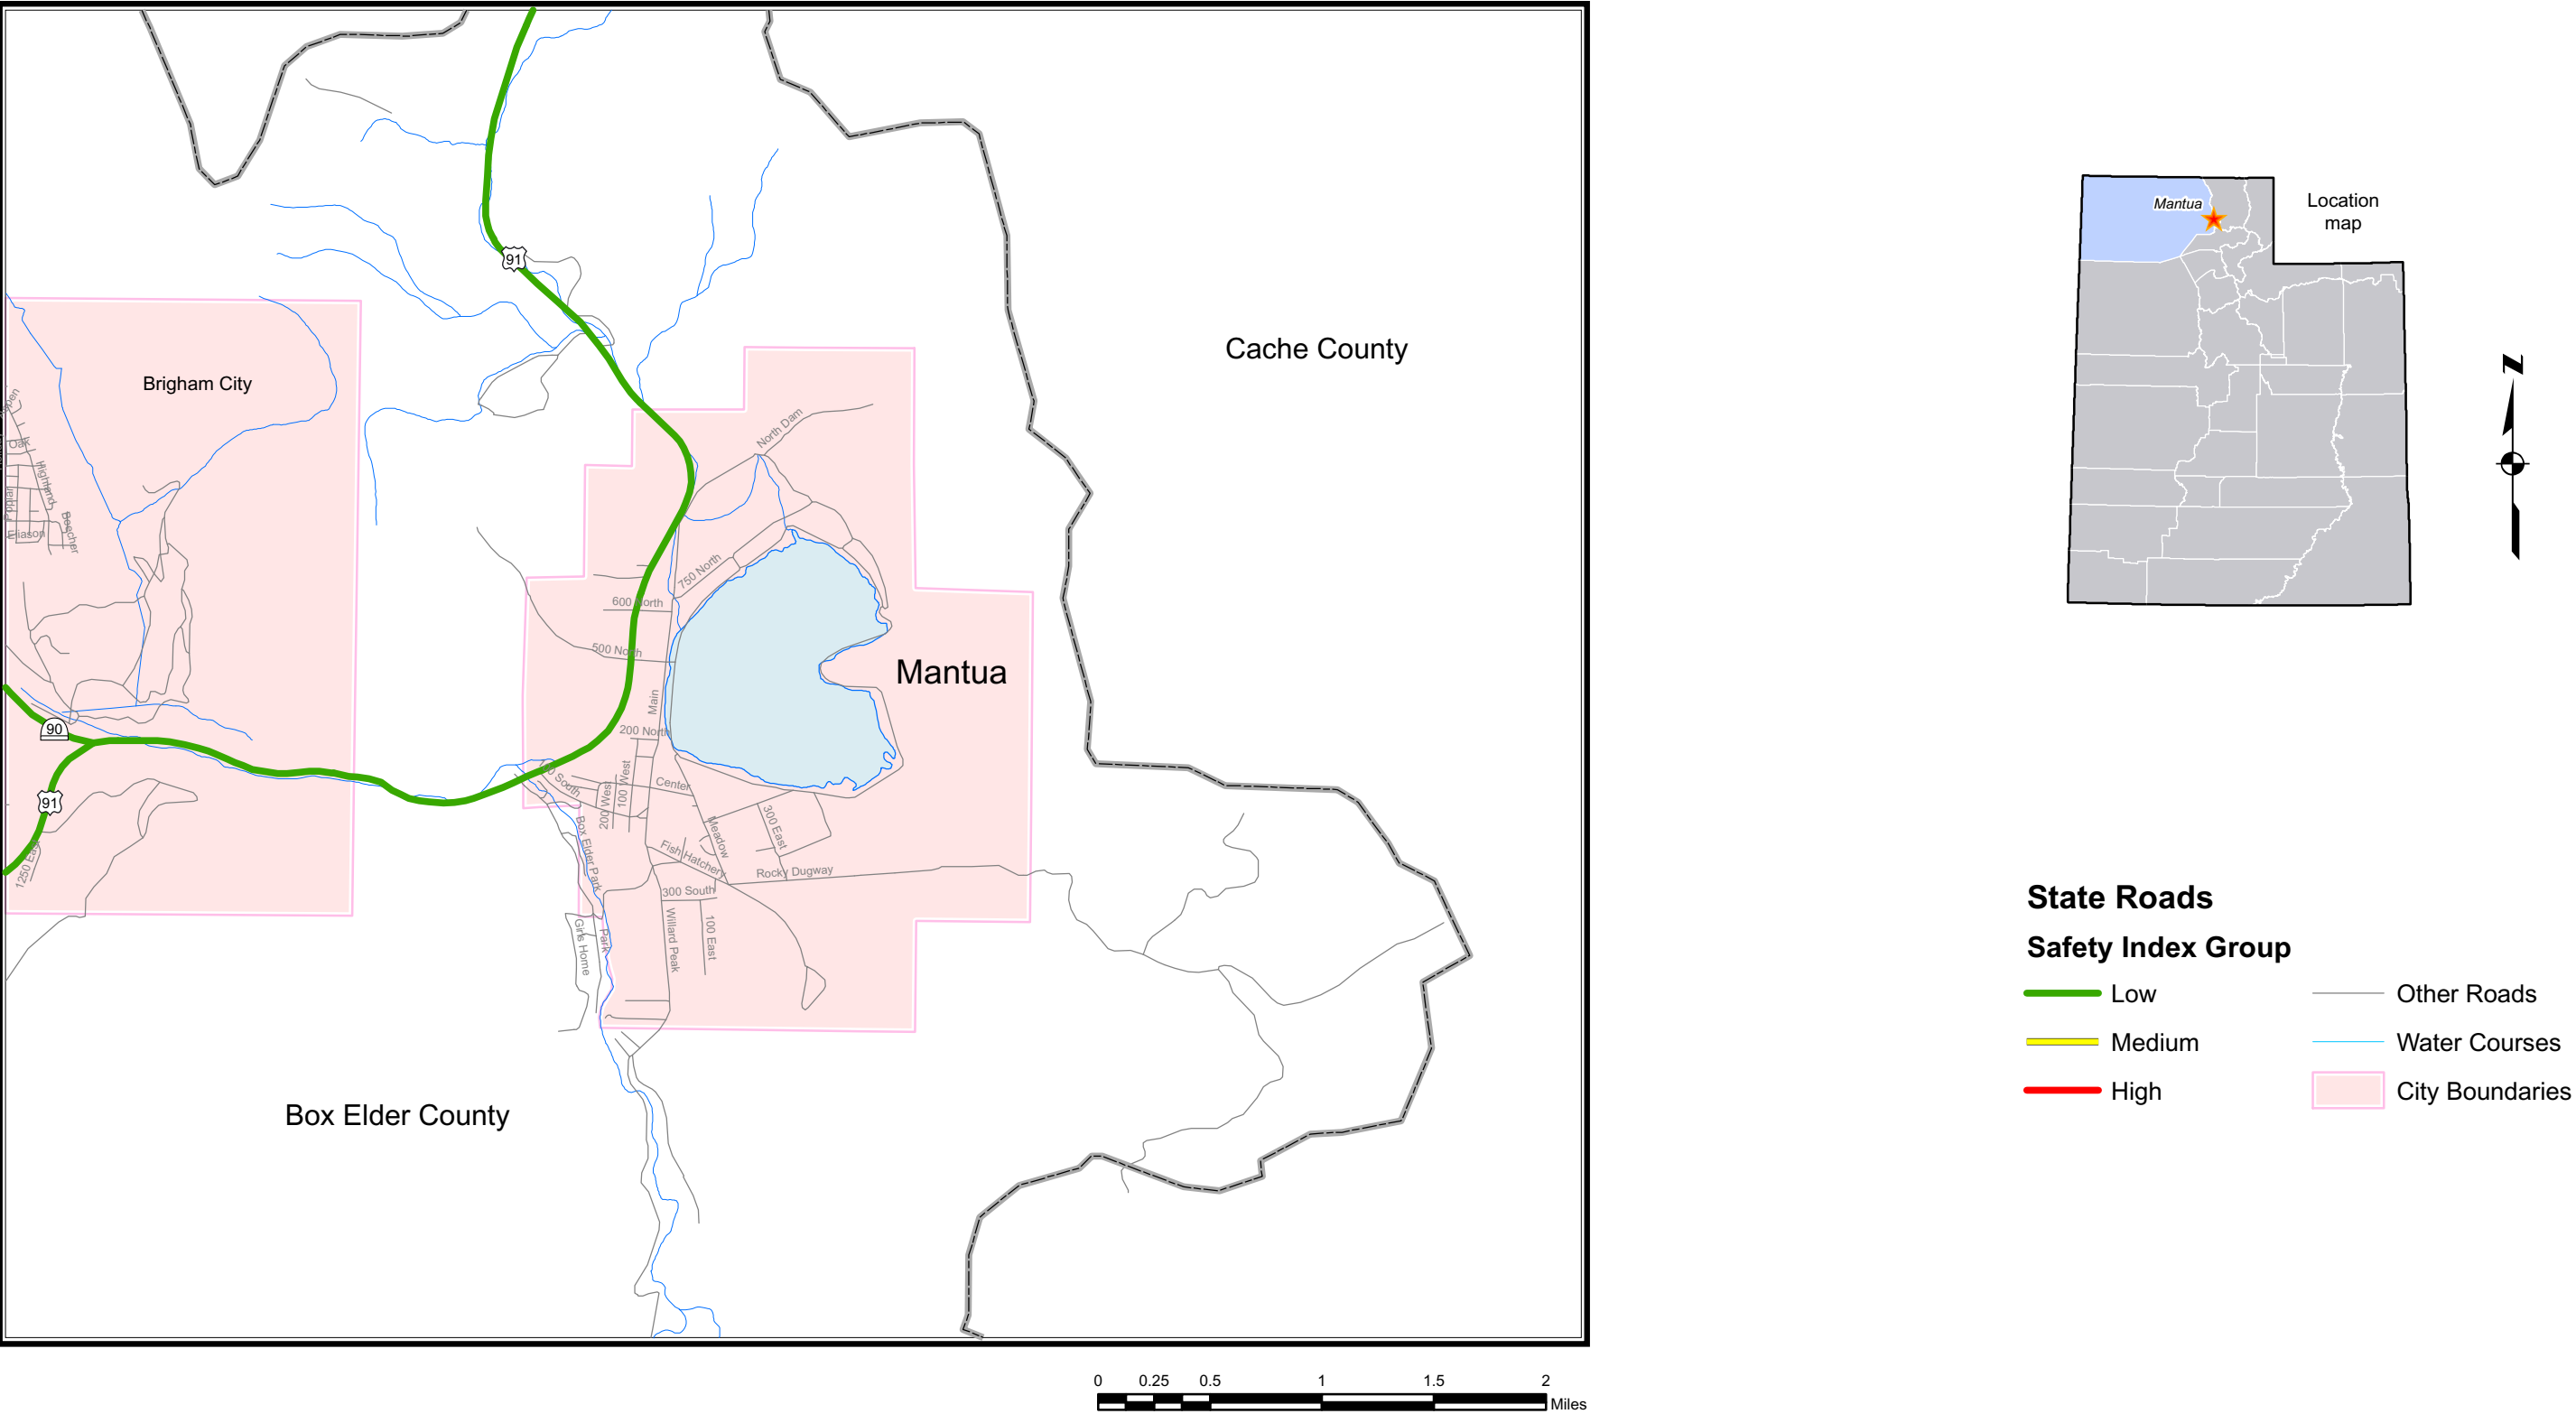 91
Cache County
Brigham City
North Dam
Oak
Highland
Poplar
Beecher
Eliason
750 North
600 North
500 North
Mantua
Main
200 North
90
91
South
200 West
100 West
Center
1250 East
Box Elder Park
Meadow
300 East
Fish Hatchery
Rocky Dugway
300 South
Girls Home
Park
Willard Peak
100 East
Box Elder County
0 0.25 0.5 1 1.5 2
Miles
Mantua
Location
map
N
State Roads
Safety Index Group
Low
Medium
High
Other Roads
Water Courses
City Boundaries